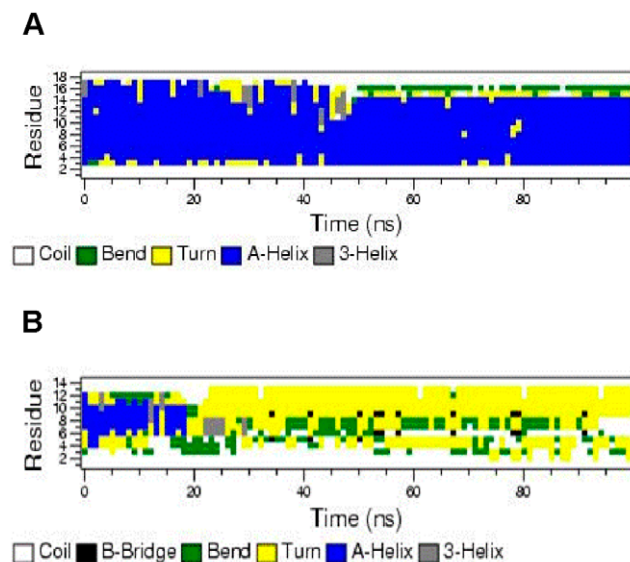 A
18
16
14
12
10
8
6
4
2
Residue
0 20 40 60 80
Time (ns)
Coil Bend Turn A-Helix 3-Helix
B
14
12
10
8
6
4
2
Residue
0 20 40 60 80
Time (ns)
Coil B-Bridge Bend Turn A-Helix 3-Helix